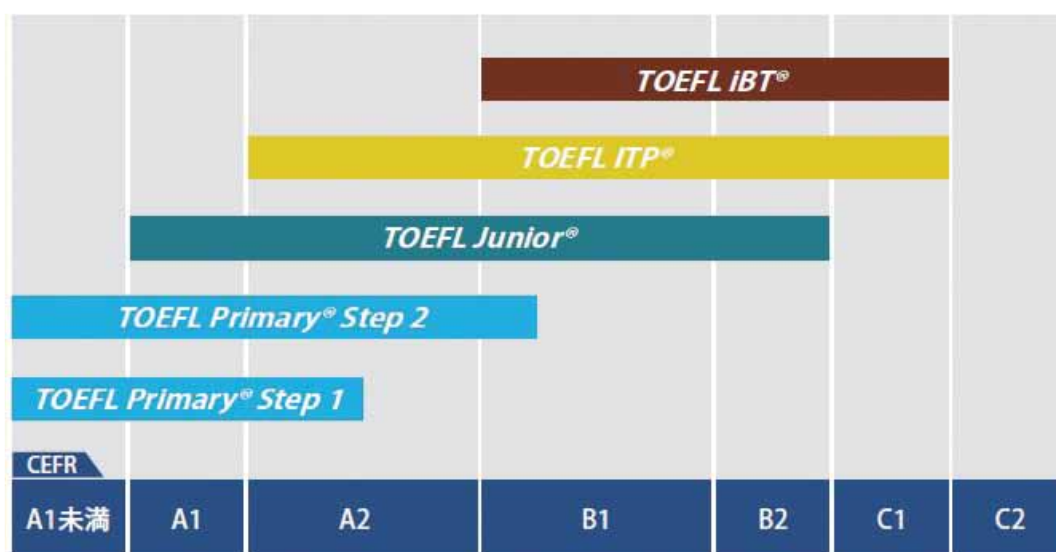 TOEFL iBT®
TOEFL ITP®
TOEFL Junior®
TOEFL Primary® Step 2
TOEFL Primary® Step 1
CEFR
A1未満 A1 A2 B1 B2 C1 C2